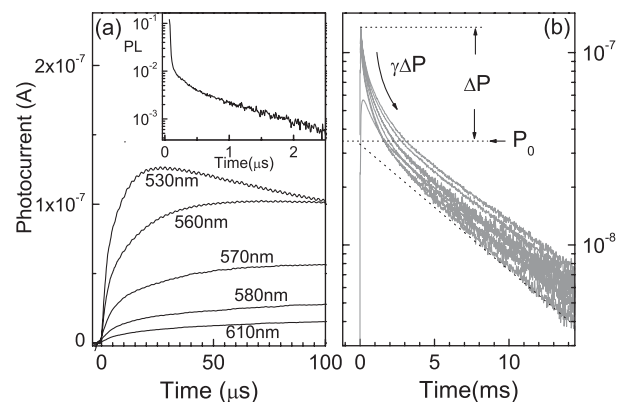 (a)
Photocurrent (A)
2x10⁻⁷
1x10⁻⁷
0
PL
10⁻¹
10⁻²
10⁻³
0 1 2
Time(μs)
530nm
560nm
570nm
580nm
610nm
0 50 100
Time (μs)
(b)
γΔP
ΔP
P₀
10⁻⁷
10⁻⁸
0 5 10
Time(ms)